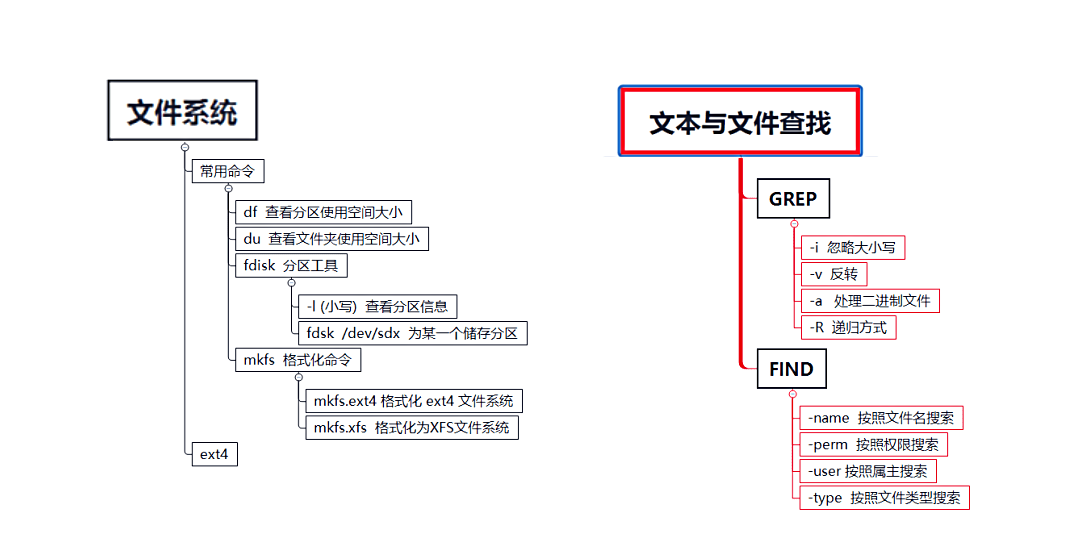 文件系统
常用命令
df 查看分区使用空间大小
du 查看文件夹使用空间大小
fdisk 分区工具
-l (小写) 查看分区信息
fdsk /dev/sdx 为某一个储存分区
mkfs 格式化命令
mkfs.ext4 格式化 ext4 文件系统
mkfs.xfs 格式化为XFS文件系统
ext4
文本与文件查找
GREP
-i 忽略大小写
-v 反转
-a 处理二进制文件
-R 递归方式
FIND
-name 按照文件名搜索
-perm 按照权限搜索
-user 按照属主搜索
-type 按照文件类型搜索